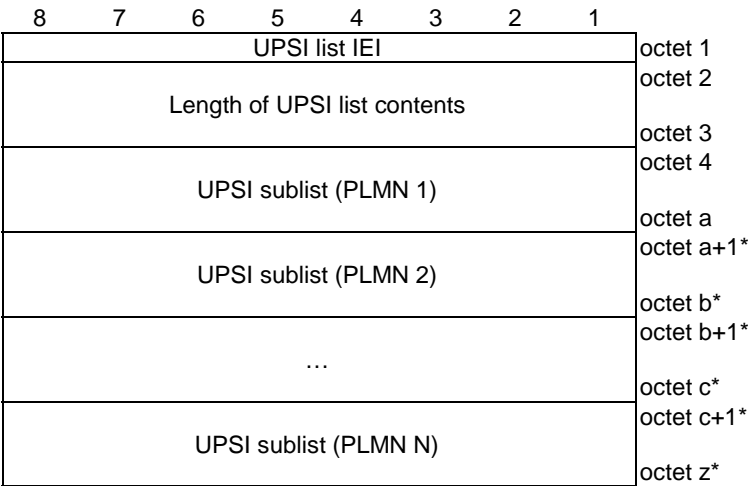 8 7 6 5 4 3 2 1
UPSI list IEI octet 1
octet 2
Length of UPSI list contents
octet 3
octet 4
UPSI sublist (PLMN 1)
octet a
octet a+1*
UPSI sublist (PLMN 2)
octet b*
octet b+1*
…
octet c*
octet c+1*
UPSI sublist (PLMN N)
octet z*